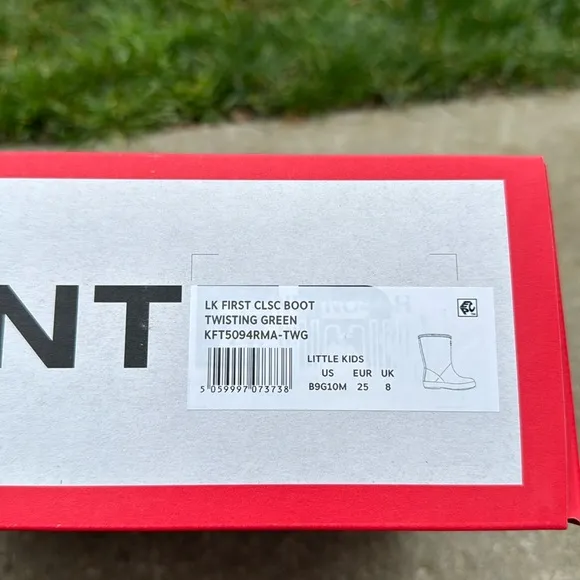 NT
LK FIRST CLSC BOOT
TWISTING GREEN
KFT5094RMA-TWG
LITTLE KIDS
US EUR UK
B9G10M 25 8
5 059997 073738